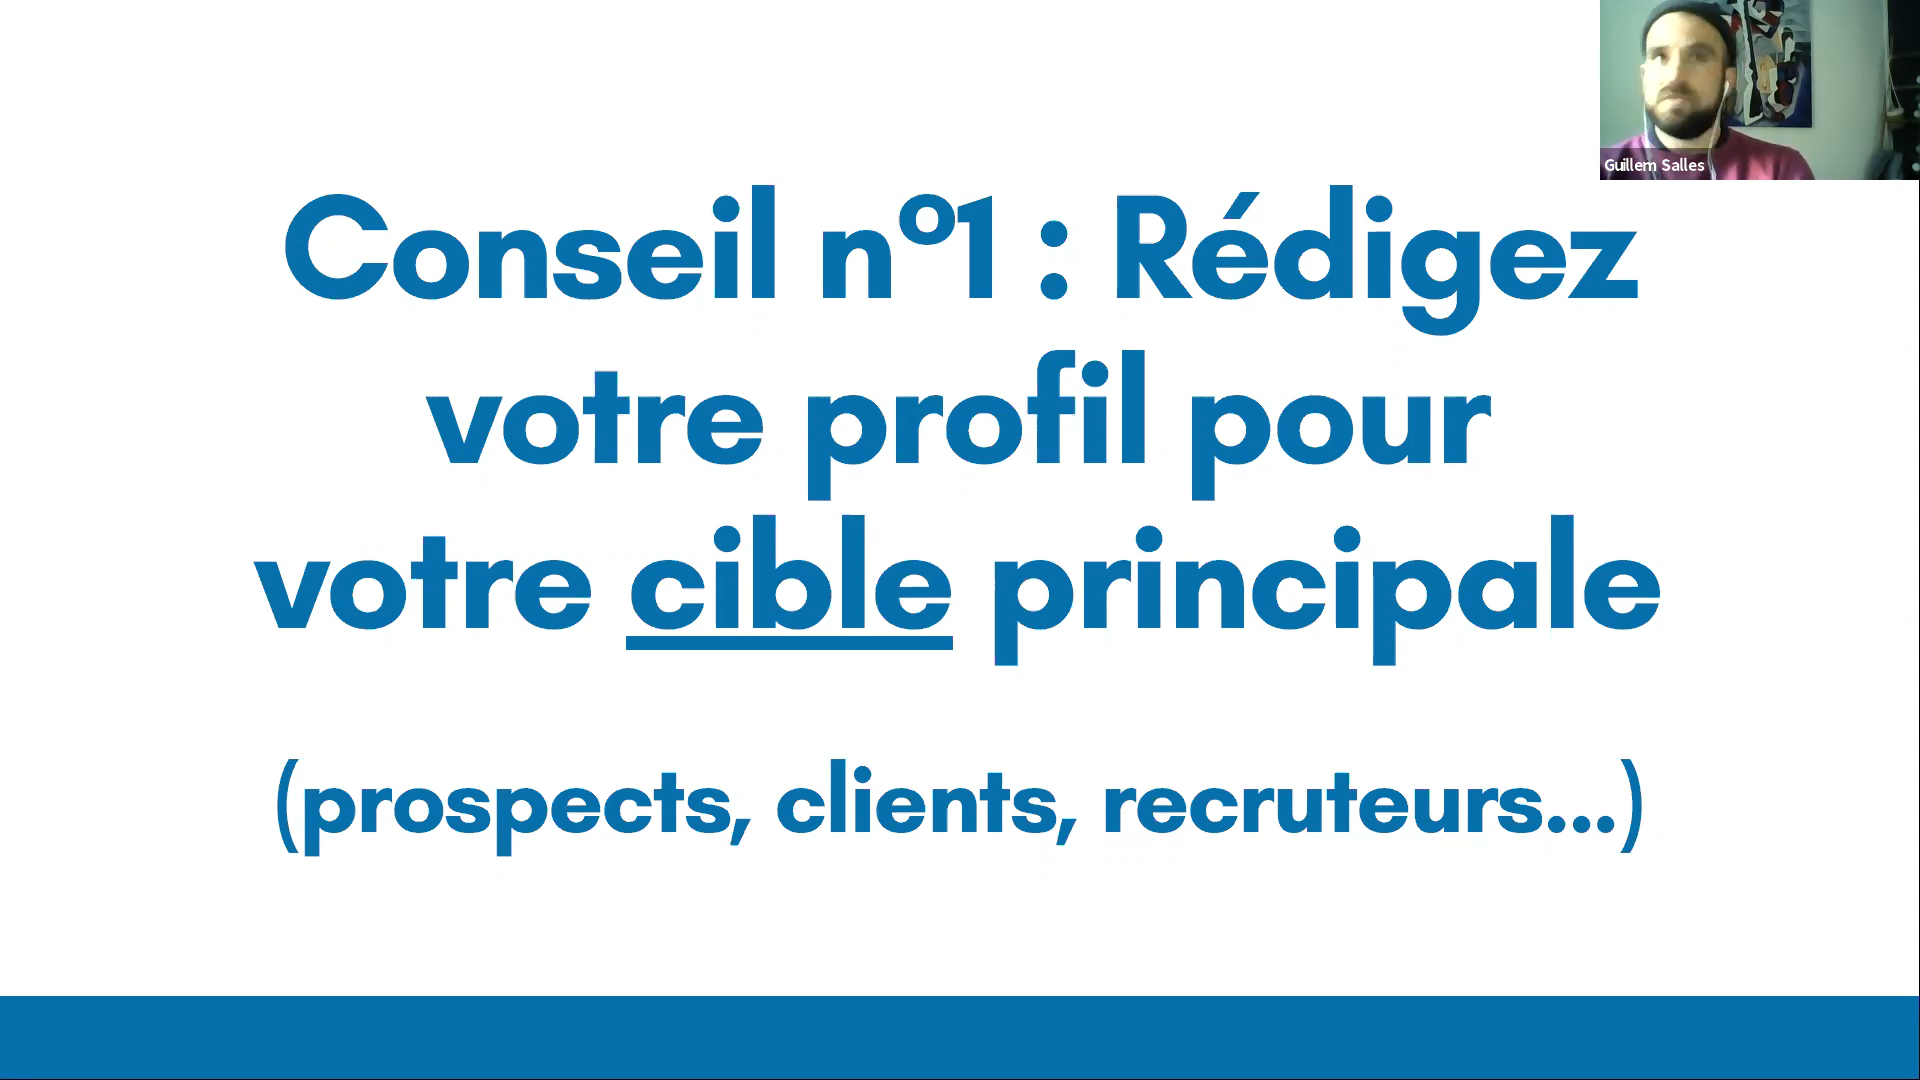 Guillem Salles
Conseil n°1 : Rédigez
votre profil pour
votre cible principale
(prospects, clients, recruteurs...)